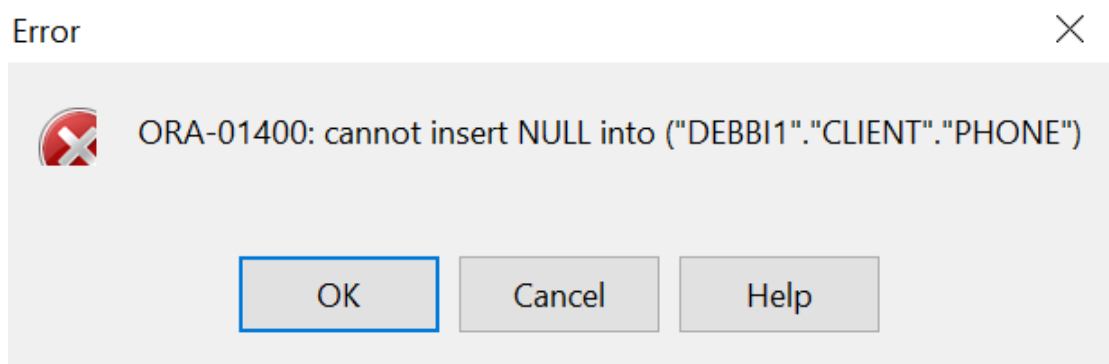 Error
ORA-01400: cannot insert NULL into ("DEBBI1"."CLIENT"."PHONE")
OK Cancel Help